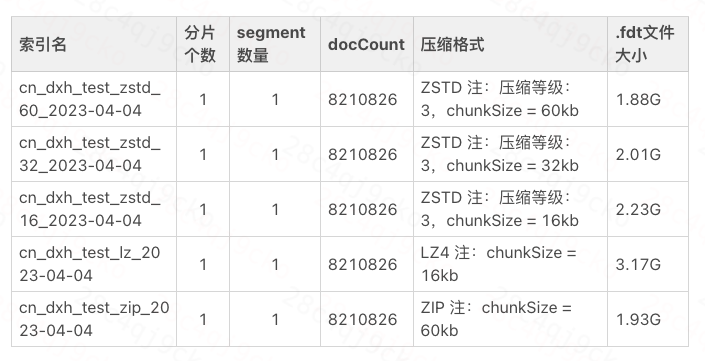 索引名 分片个数 segment数量 docCount 压缩格式 .fdt文件大小
cn_dxh_test_zstd_60_2023-04-04 1 1 8210826 ZSTD 注：压缩等级：3，chunkSize = 60kb 1.88G
cn_dxh_test_zstd_32_2023-04-04 1 1 8210826 ZSTD 注：压缩等级：3，chunkSize = 32kb 2.01G
cn_dxh_test_zstd_16_2023-04-04 1 1 8210826 ZSTD 注：压缩等级：3，chunkSize = 16kb 2.23G
cn_dxh_test_lz_2023-04-04 1 1 8210826 LZ4 注：chunkSize = 16kb 3.17G
cn_dxh_test_zip_2023-04-04 1 1 8210826 ZIP 注：chunkSize = 60kb 1.93G